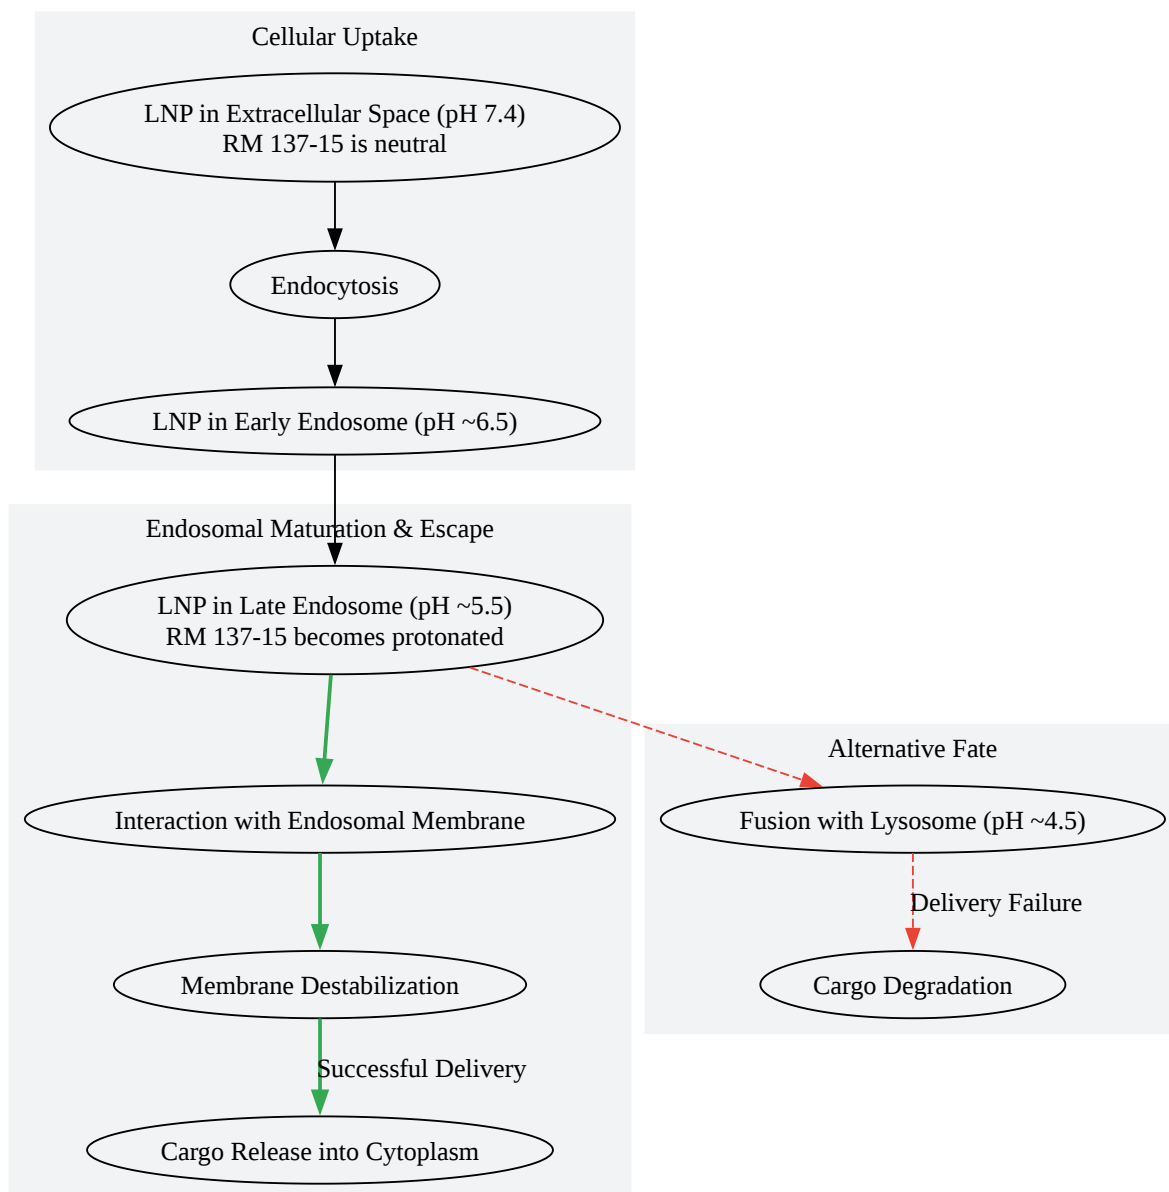 Cellular Uptake
LNP in Extracellular Space (pH 7.4)
RM 137-15 is neutral
Endocytosis
LNP in Early Endosome (pH ~6.5)
Endosomal Maturation & Escape
LNP in Late Endosome (pH ~5.5)
RM 137-15 becomes protonated
Interaction with Endosomal Membrane
Membrane Destabilization
Successful Delivery
Cargo Release into Cytoplasm
Alternative Fate
Fusion with Lysosome (pH ~4.5)
Delivery Failure
Cargo Degradation